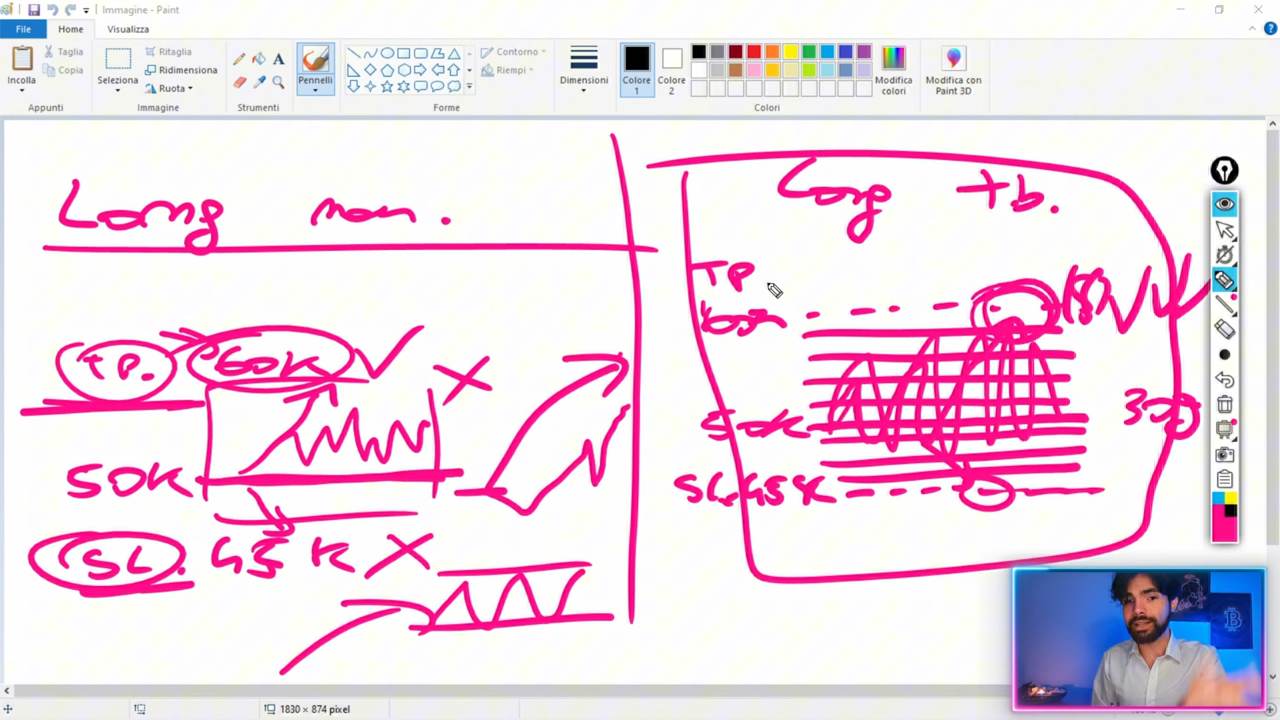 Immagine - Paint
File
Home
Visualizza
Incolla
Taglia
Copia
Appunti
Seleziona
Ritaglia
Ridimensiona
Ruota
Immagine
A
Strumenti
Pennelli
Contorno
Riempi
Forme
Dimensioni
Colore
1
Colore
2
Colori
Modifica
colori
Modifica con
Paint 3D
Long man.
TP. 60K
50K
SL. 45K
Long tb.
TP
60K
50K
SL 45K
1830 × 874 pixel